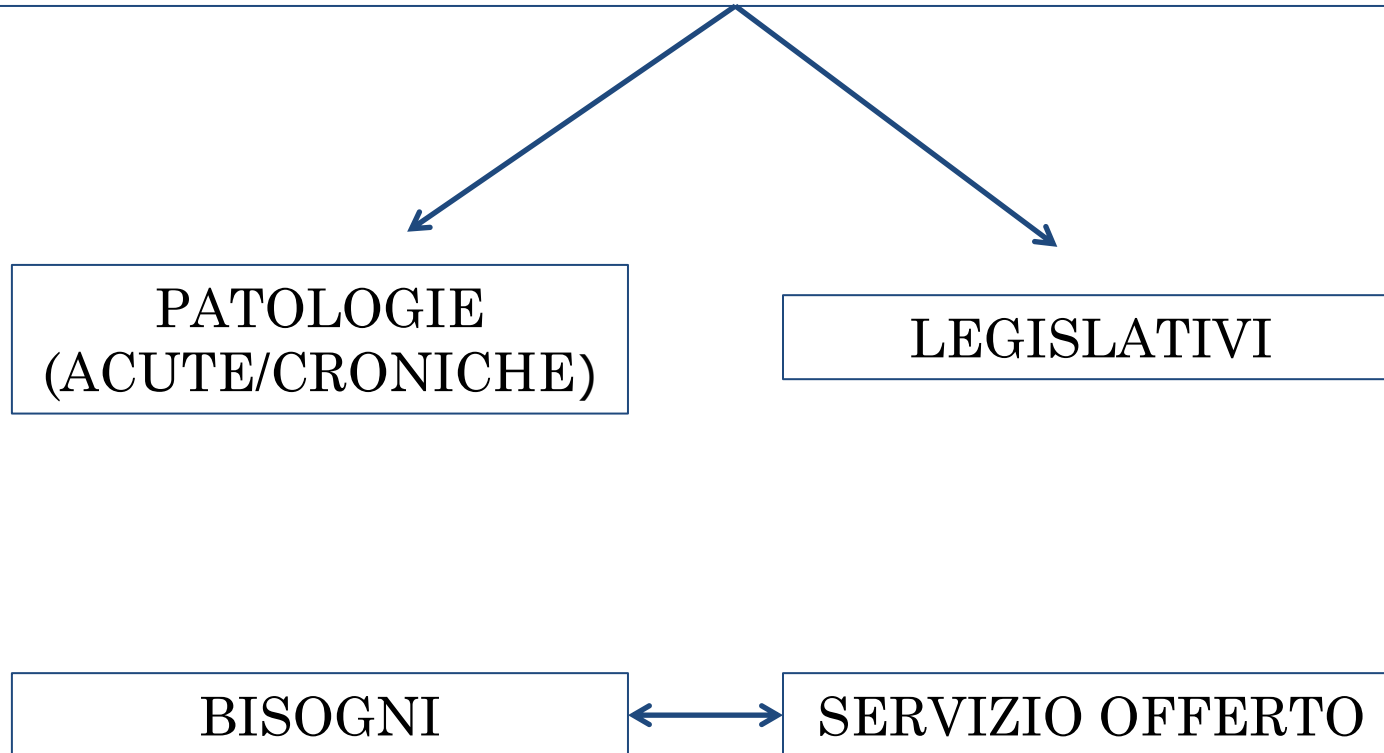 PATOLOGIE
(ACUTE/CRONICHE)
LEGISLATIVI
BISOGNI
SERVIZIO OFFERTO